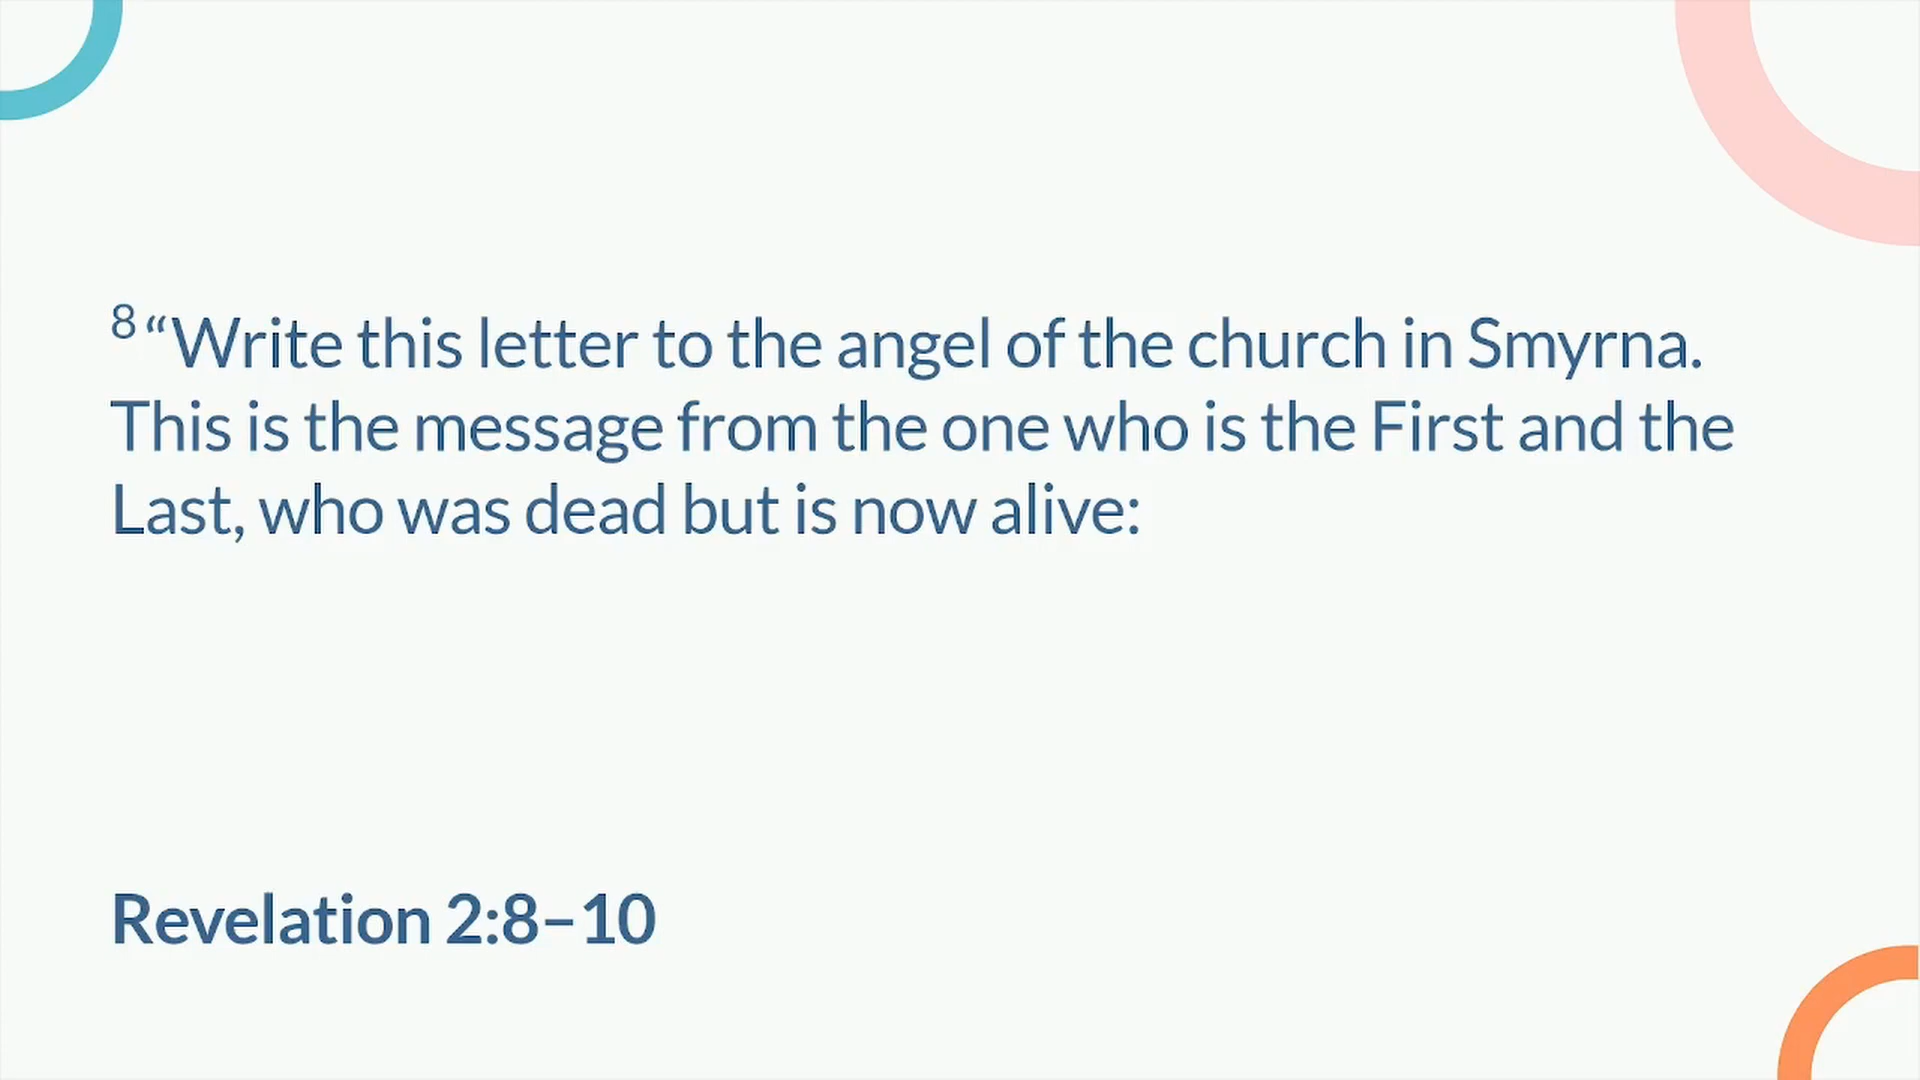 8 “Write this letter to the angel of the church in Smyrna.
This is the message from the one who is the First and the
Last, who was dead but is now alive:
Revelation 2:8–10